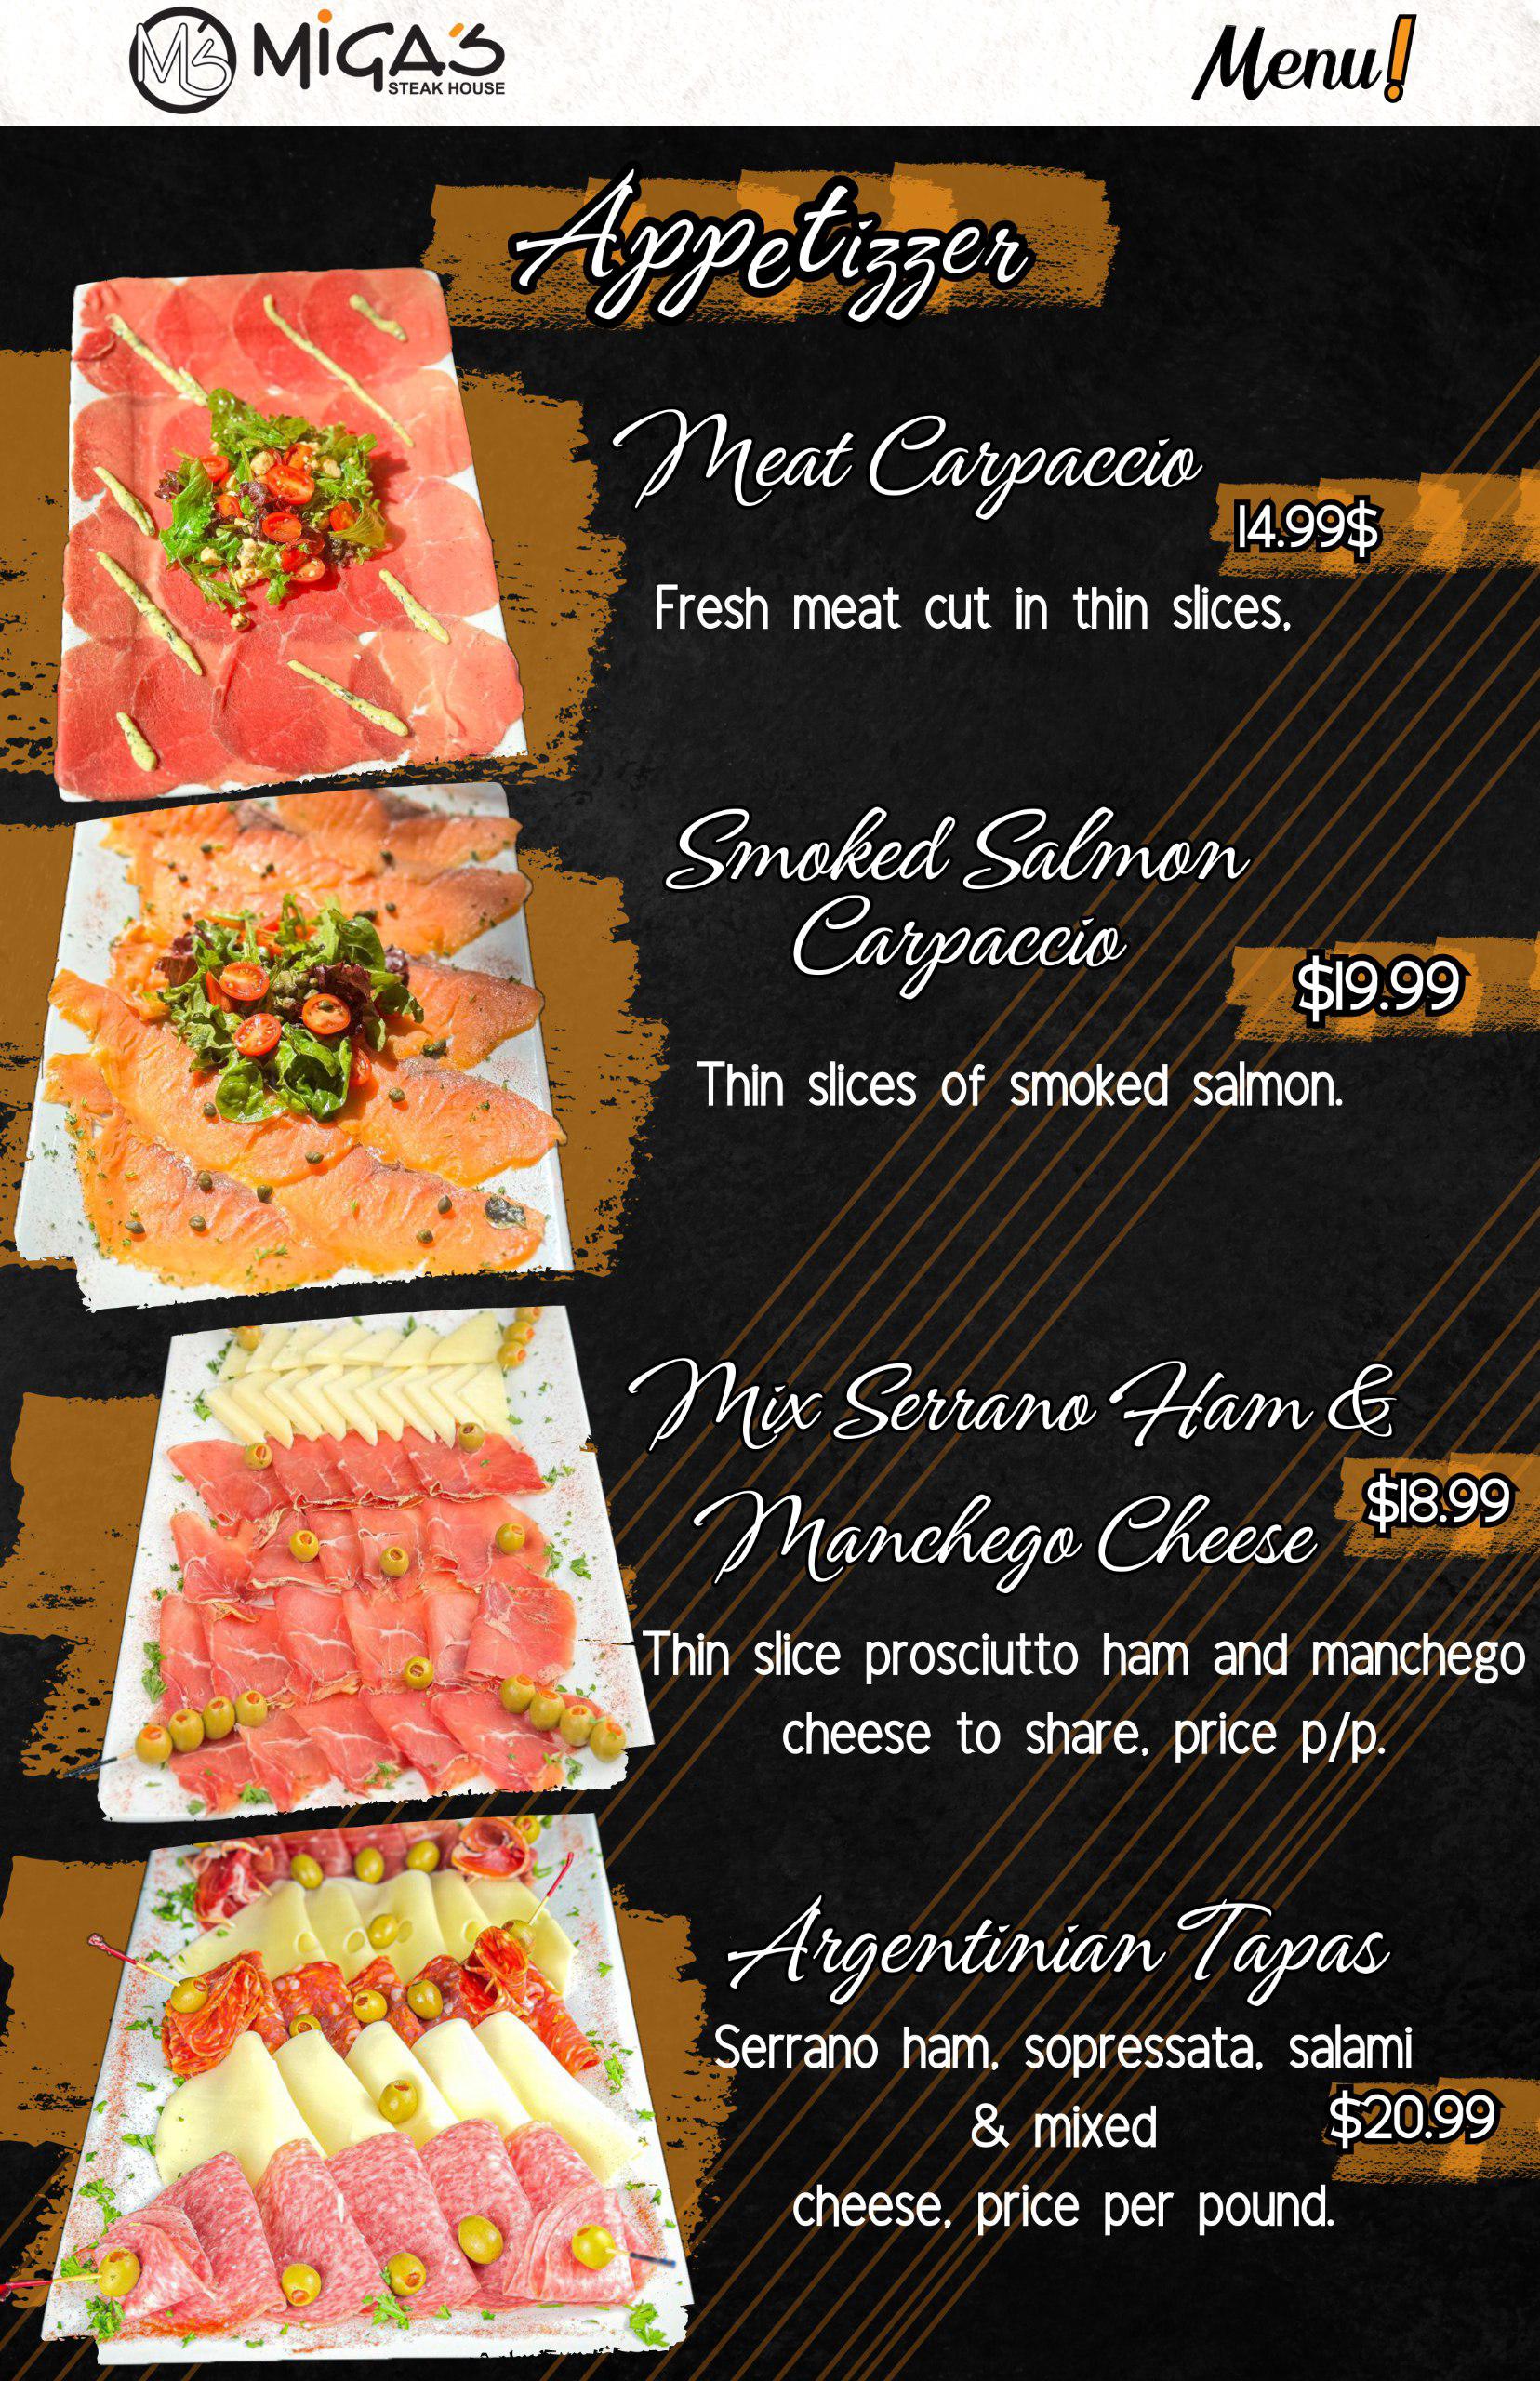 MS MiGA'S
STEAK HOUSE
Menu!
Appetizzer
Meat Carpaccio
14.99$
Fresh meat cut in thin slices.
Smoked Salmon
Carpaccio
$19.99
Thin slices of smoked salmon.
Mix Serrano Ham &
Manchego Cheese
$18.99
Thin slice prosciutto ham and manchego
cheese to share, price p/p.
Argentinian Tapas
Serrano ham, sopressata, salami
& mixed
$20.99
cheese, price per pound.